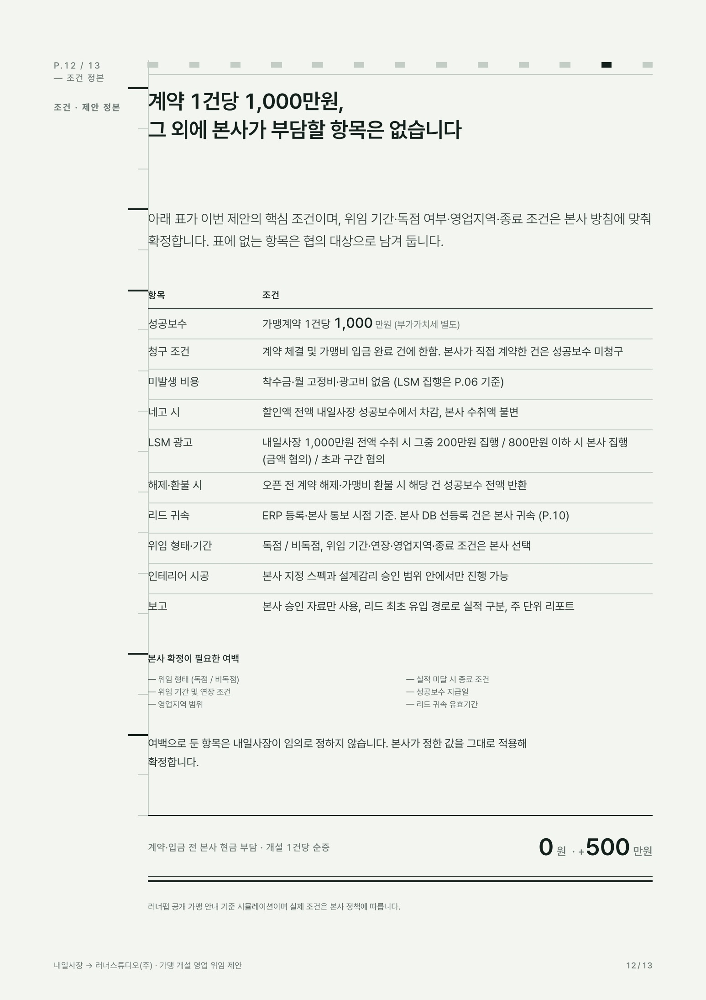 P.12 / 13
— 조건 정본
조건 · 제안 정본
계약 1건당 1,000만원,
그 외에 본사가 부담할 항목은 없습니다
아래 표가 이번 제안의 핵심 조건이며, 위임 기간·독점 여부·영업지역·종료 조건은 본사 방침에 맞춰
확정합니다. 표에 없는 항목은 협의 대상으로 남겨 둡니다.
항목 조건
성공보수 가맹계약 1건당 1,000 만원 (부가가치세 별도)
청구 조건 계약 체결 및 가맹비 입금 완료 건에 한함. 본사가 직접 계약한 건은 성공보수 미청구
미발생 비용 착수금·월 고정비·광고비 없음 (LSM 집행은 P.06 기준)
네고 시 할인액 전액 내일사장 성공보수에서 차감, 본사 수취액 불변
LSM 광고 내일사장 1,000만원 전액 수취 시 그중 200만원 집행 / 800만원 이하 시 본사 집행
(금액 협의) / 초과 구간 협의
해제·환불 시 오픈 전 계약 해제·가맹비 환불 시 해당 건 성공보수 전액 반환
리드 귀속 ERP 등록·본사 통보 시점 기준. 본사 DB 선등록 건은 본사 귀속 (P.10)
위임 형태·기간 독점 / 비독점, 위임 기간·연장·영업지역·종료 조건은 본사 선택
인테리어 시공 본사 지정 스펙과 설계감리 승인 범위 안에서만 진행 가능
보고 본사 승인 자료만 사용, 리드 최초 유입 경로로 실적 구분, 주 단위 리포트
본사 확정이 필요한 여백
— 위임 형태 (독점 / 비독점)
— 위임 기간 및 연장 조건
— 영업지역 범위
— 실적 미달 시 종료 조건
— 성공보수 지급일
— 리드 귀속 유효기간
여백으로 둔 항목은 내일사장이 임의로 정하지 않습니다. 본사가 정한 값을 그대로 적용해
확정합니다.
계약·입금 전 본사 현금 부담 · 개설 1건당 순증 0 원 · +500 만원
러너펍 공개 가맹 안내 기준 시뮬레이션이며 실제 조건은 본사 정책에 따릅니다.
내일사장 → 러너스튜디오(주) · 가맹 개설 영업 위임 제안 12 / 13